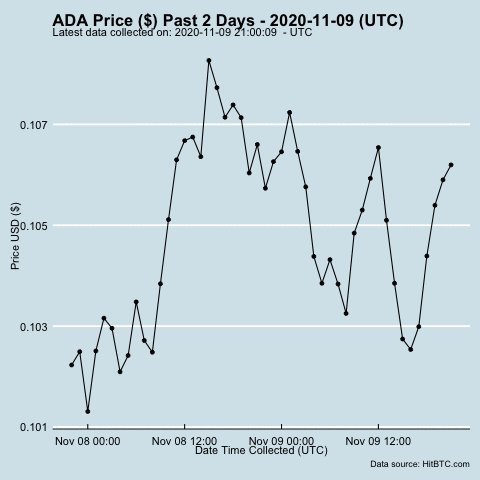 ADA Price ($) Past 2 Days - 2020-11-09 (UTC)
Latest data collected on: 2020-11-09 21:00:09 - UTC
Price USD ($)
0.107
0.105
0.103
0.101
Nov 08 00:00 Nov 08 12:00 Nov 09 00:00 Nov 09 12:00
Date Time Collected (UTC)
Data source: HitBTC.com